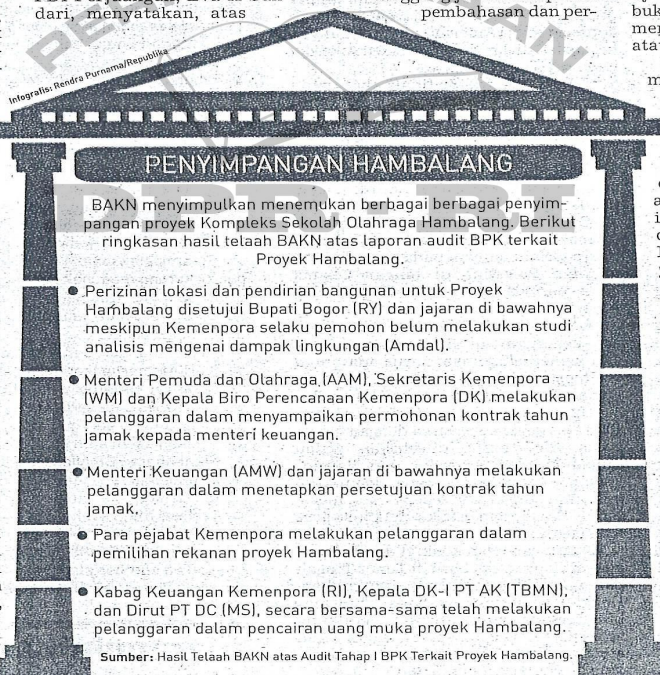 dari, menyatakan, atas
pembahasan dan per-
Infografis: Rendra Purnama/Republika
PENYIMPANGAN HAMBALANG
DPR - RI
BAKN menyimpulkan menemukan berbagai berbagai penyim-
pangan proyek Kompleks Sekolah Olahraga Hambalang. Berikut
ringkasan hasil telaah BAKN atas laporan audit BPK terkait
Proyek Hambalang.
● Perizinan lokasi dan pendirian bangunan untuk Proyek
Hambalang disetujui Bupati Bogor (RY) dan jajaran di bawahnya
meskipun Kemenpora selaku pemohon belum melakukan studi
analisis mengenai dampak lingkungan (Amdal).
● Menteri Pemuda dan Olahraga (AAM), Sekretaris Kemenpora
(WM) dan Kepala Biro Perencanaan Kemenpora (DK) melakukan
pelanggaran dalam menyampaikan permohonan kontrak tahun
jamak kepada menteri keuangan.
● Menteri Keuangan (AMW) dan jajaran di bawahnya melakukan
pelanggaran dalam menetapkan persetujuan kontrak tahun
jamak.
● Para pejabat Kemenpora melakukan pelanggaran dalam
pemilihan rekanan proyek Hambalang.
● Kabag Keuangan Kemenpora (RI), Kepala DK-I PT AK (TBMN),
dan Dirut PT DC (MS), secara bersama-sama telah melakukan
pelanggaran dalam pencairan uang muka proyek Hambalang.
Sumber: Hasil Telaah BAKN atas Audit Tahap I BPK Terkait Proyek Hambalang.